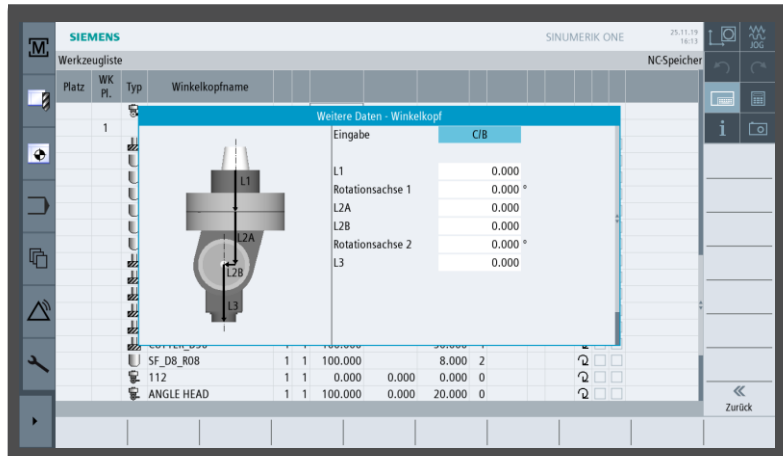 SIEMENS
SINUMERIK ONE
25.11.19
16:13
M
JOG
Werkzeugliste
NC-Speicher
Platz
WK
Pl.
Typ
Winkelkopfname
1
Weitere Daten - Winkelkopf
Eingabe C/B
L1 0.000
Rotationsachse 1 0.000 °
L2A 0.000
L2B 0.000
Rotationsachse 2 0.000 °
L3 0.000
L1
L2A
L2B
L3
SF_D8_R08 1 1 100.000 8.000 2
112 1 1 0.000 0.000 0.000 0
ANGLE HEAD 1 1 100.000 0.000 20.000 0
i
Zurück